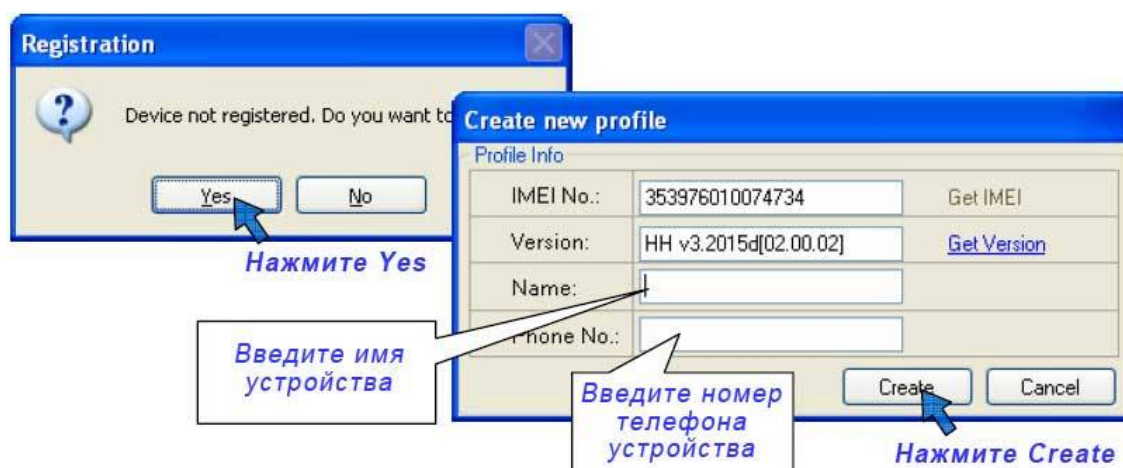 Registration
Device not registered. Do you want to
Yes
No
Нажмите Yes
Create new profile
Profile Info
IMEI No.:
353976010074734
Get IMEI
Version:
HH v3.2015d[02.00.02]
Get Version
Name:
Phone No.:
Введите имя
устройства
Введите номер
телефона
устройства
Create
Cancel
Нажмите Create